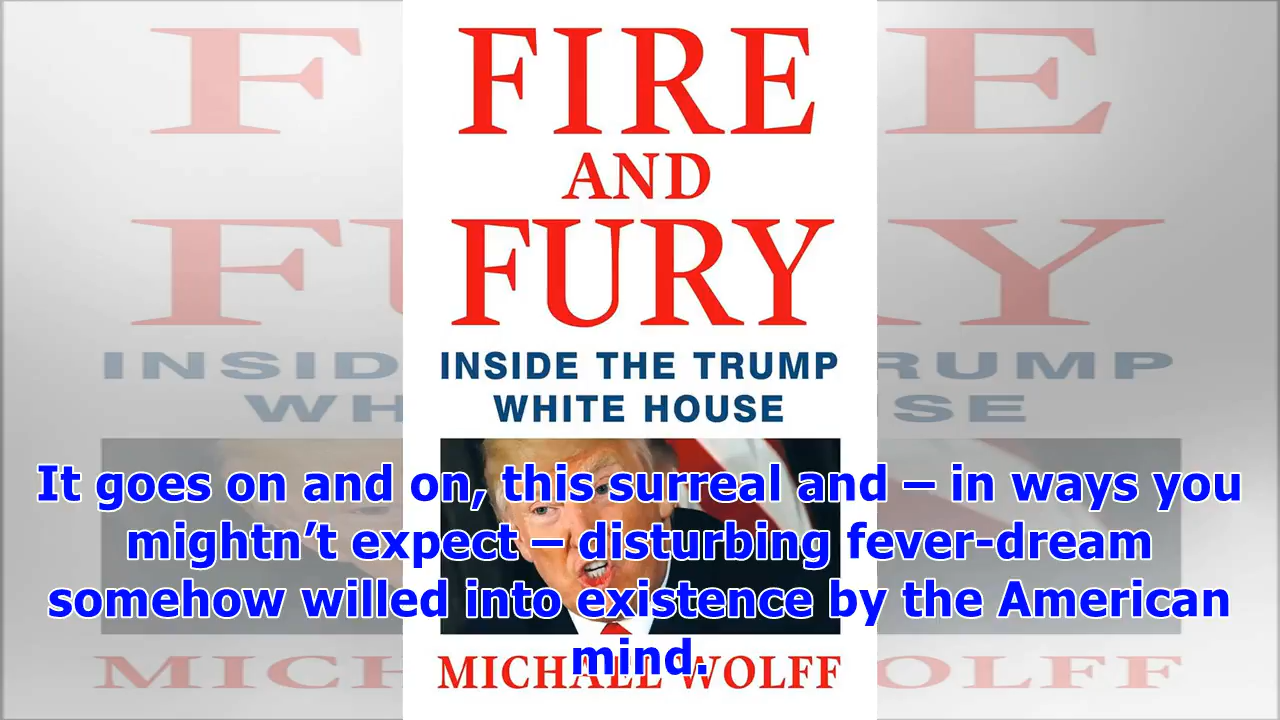 FIRE
AND
FURY
INSIDE THE TRUMP
WHITE HOUSE
It goes on and on, this surreal and – in ways you
mightn’t expect – disturbing fever-dream
somehow willed into existence by the American
mind.
MICHAEL WOLFF